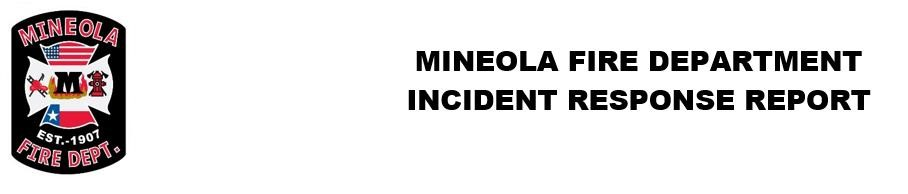 MINEOLA
M
EST.-1907
FIRE DEPT.
MINEOLA FIRE DEPARTMENT
INCIDENT RESPONSE REPORT